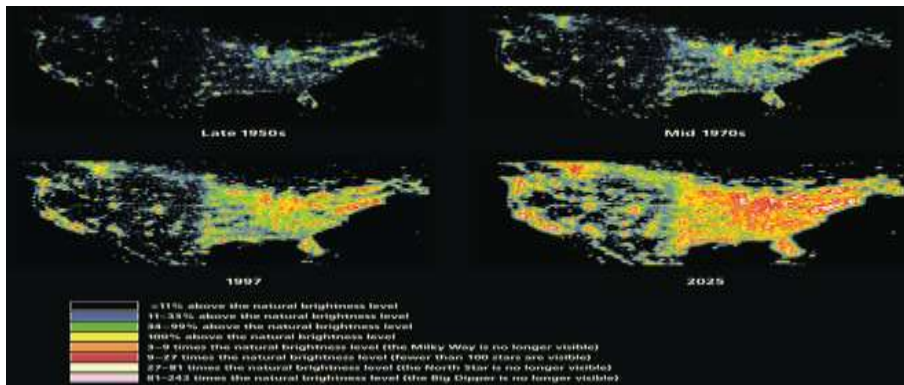 Late 1950s
Mid 1970s
1997
2025
<11% above the natural brightness level
11–33% above the natural brightness level
34–99% above the natural brightness level
100% above the natural brightness level
3–9 times the natural brightness level (the Milky Way is no longer visible)
9–27 times the natural brightness level (fewer than 100 stars are visible)
27–81 times the natural brightness level (the North Star is no longer visible)
81–243 times the natural brightness level (the Big Dipper is no longer visible)